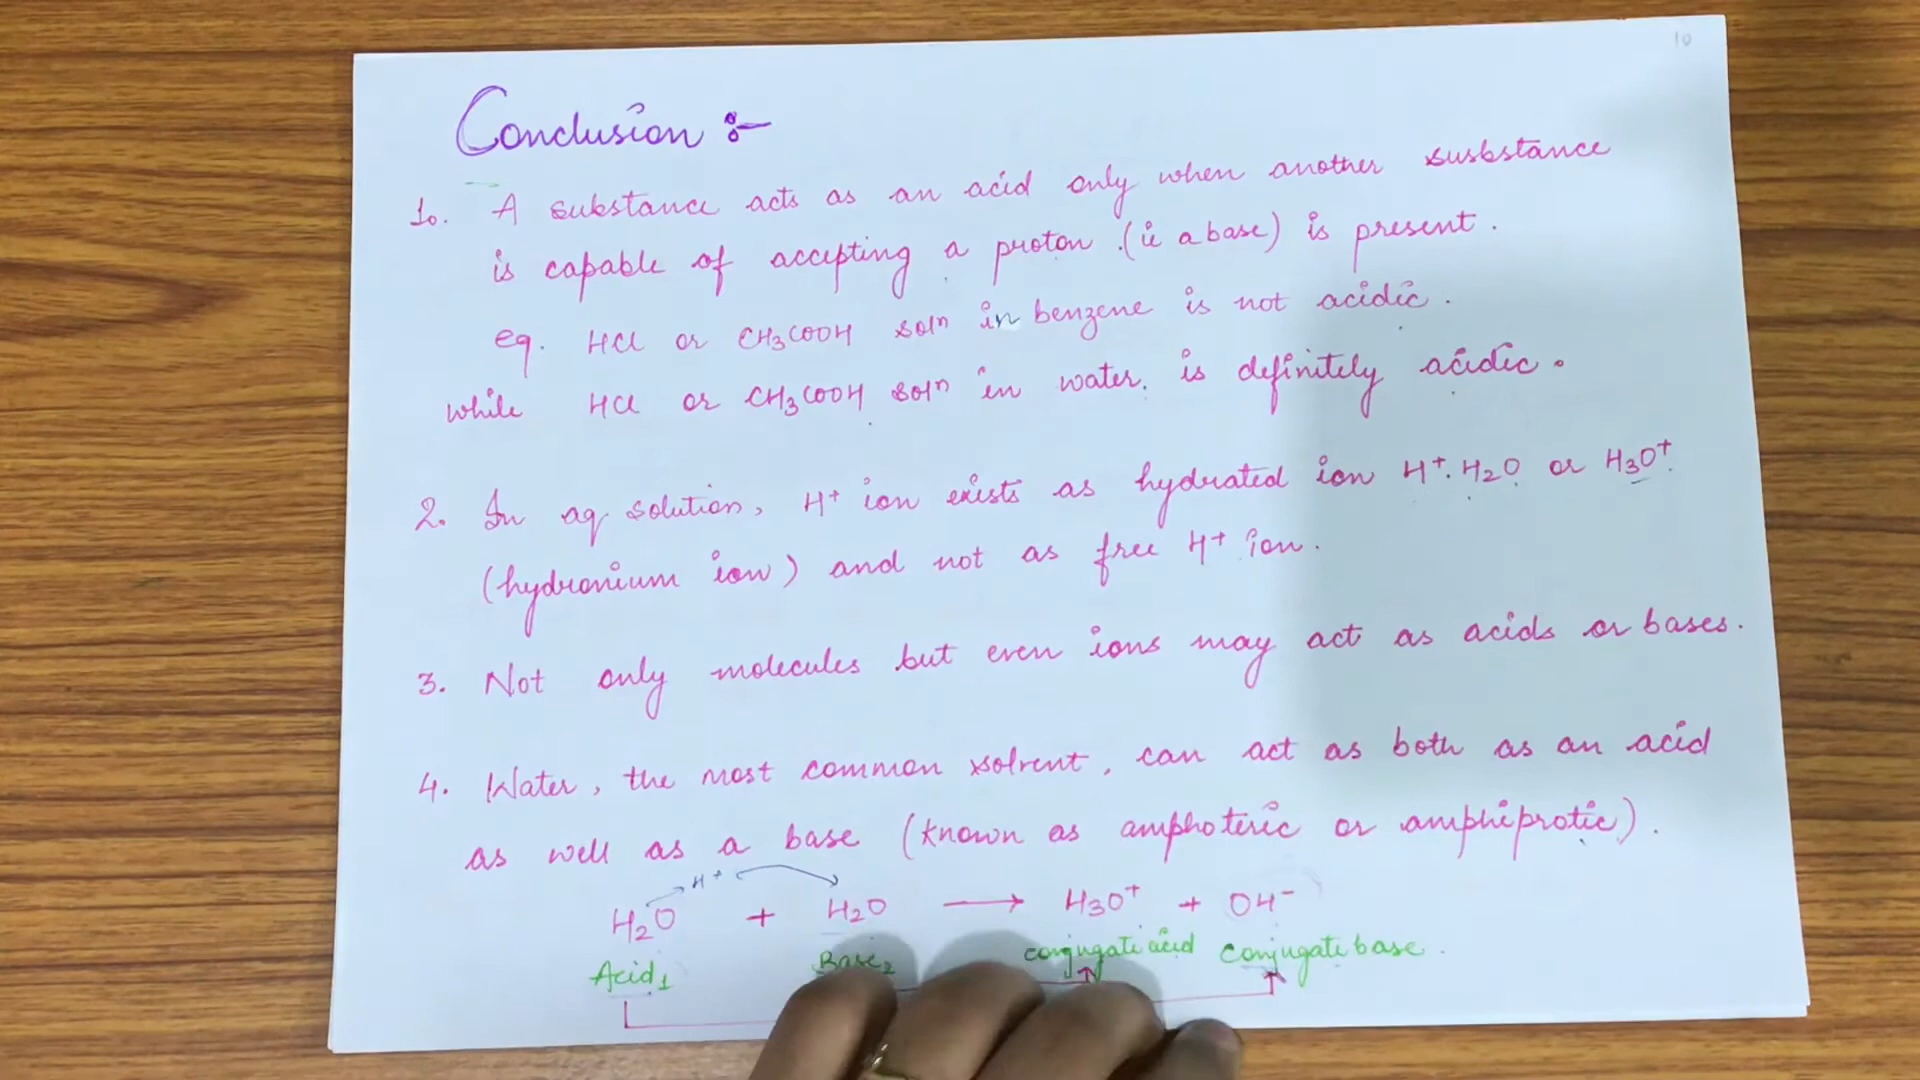 10
Conclusion :-
1. A substance acts as an acid only when another susbstance
is capable of accepting a proton (ie a base) is present.
eg. HCl or CH3COOH soln in benzene is not acidic.
while HCl or CH3COOH soln in water, is definitely acidic.
2. In aq solution, H+ ion exists as hydrated ion H+.H2O or H3O+
(hydronium ion) and not as free H+ ion.
3. Not only molecules but even ions may act as acids or bases.
4. Water, the most common solvent, can act as both as an acid
as well as a base (known as amphoteric or amphiprotic).
H+
H2O + H2O → H3O+ + OH-
Acid1 Base2 conjugate acid Conjugate base.